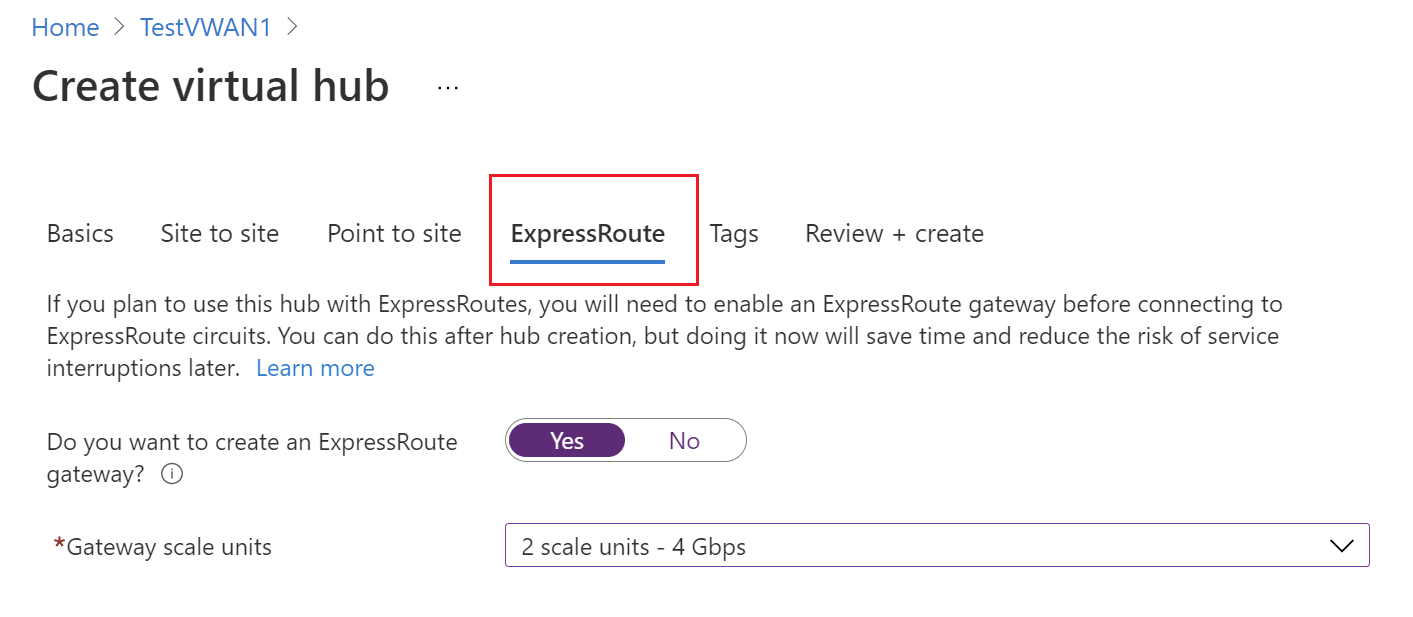 Home > TestVWAN1 >
Create virtual hub ...
Basics Site to site Point to site ExpressRoute Tags Review + create
If you plan to use this hub with ExpressRoutes, you will need to enable an ExpressRoute gateway before connecting to
ExpressRoute circuits. You can do this after hub creation, but doing it now will save time and reduce the risk of service
interruptions later. Learn more
Do you want to create an ExpressRoute
gateway?
Yes No
*Gateway scale units
2 scale units - 4 Gbps